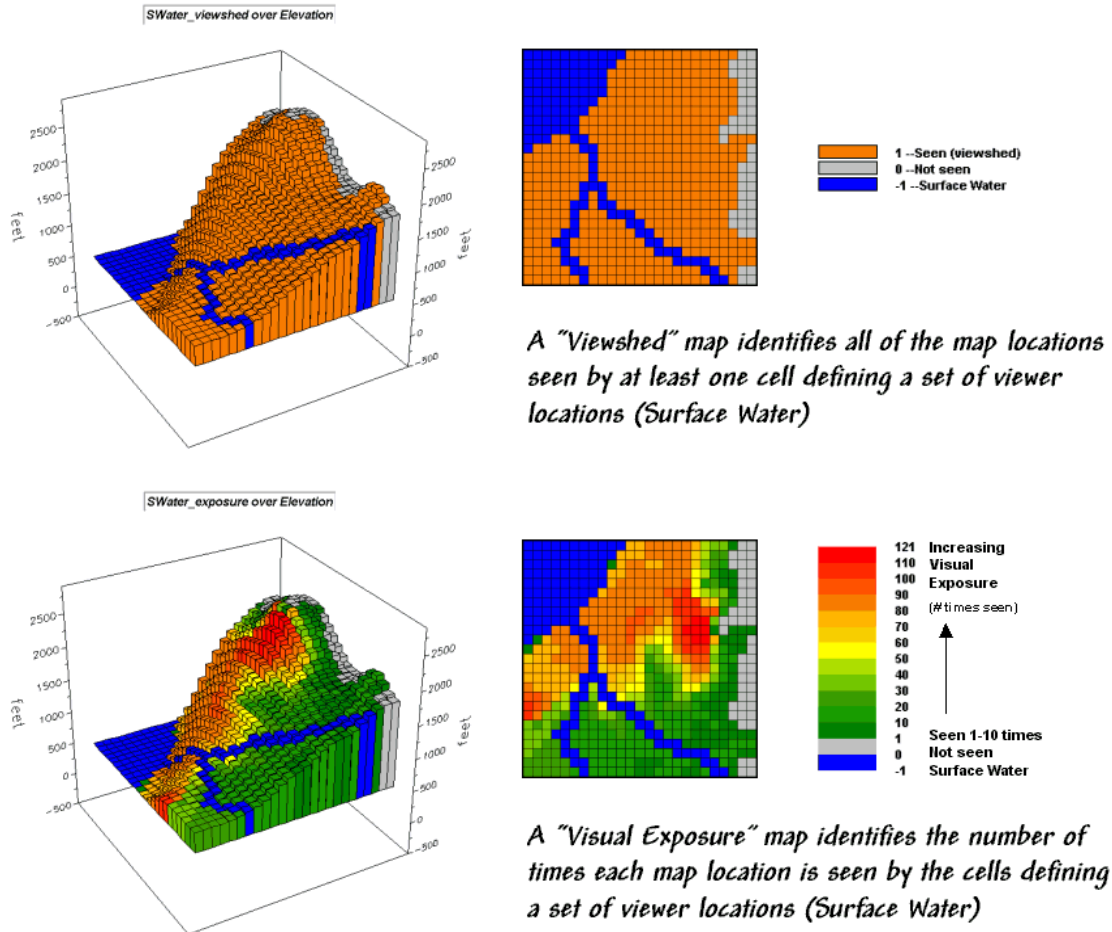 SWater_viewshed over Elevation
2500
2000
1500
1000
500
0
-500
feet
2500
2000
1500
1000
500
0
-500
feet
1 --Seen (viewshed)
0 --Not seen
-1 --Surface Water
A "Viewshed" map identifies all of the map locations
seen by at least one cell defining a set of viewer
locations (Surface Water)
SWater_exposure over Elevation
2500
2000
1500
1000
500
0
-500
feet
2500
2000
1500
1000
500
0
-500
feet
121 Increasing
110 Visual
100 Exposure
90
80 (# times seen)
70
60
50
40
30
20
10
1 Seen 1-10 times
0 Not seen
-1 Surface Water
A "Visual Exposure" map identifies the number of
times each map location is seen by the cells defining
a set of viewer locations (Surface Water)